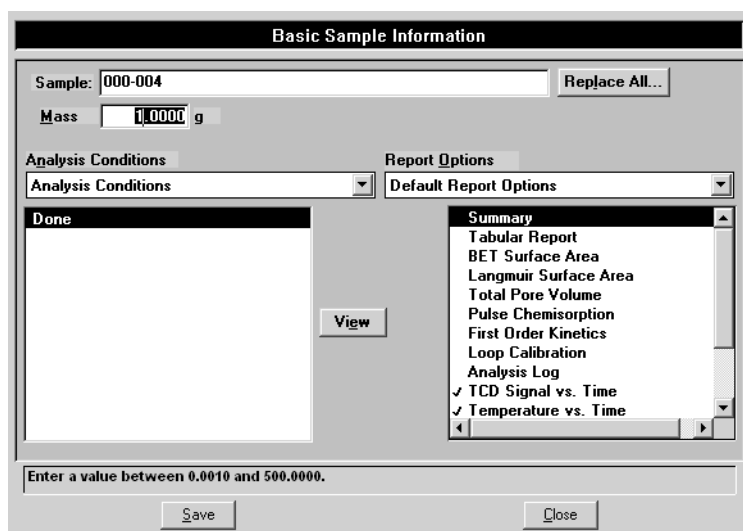 Basic Sample Information
Sample: 000-004 Replace All...
Mass 1.0000 g
Analysis Conditions Report Options
Analysis Conditions Default Report Options
Done
Summary
Tabular Report
BET Surface Area
Langmuir Surface Area
Total Pore Volume
View
Pulse Chemisorption
First Order Kinetics
Loop Calibration
Analysis Log
✓ TCD Signal vs. Time
✓ Temperature vs. Time
Enter a value between 0.0010 and 500.0000.
Save Close